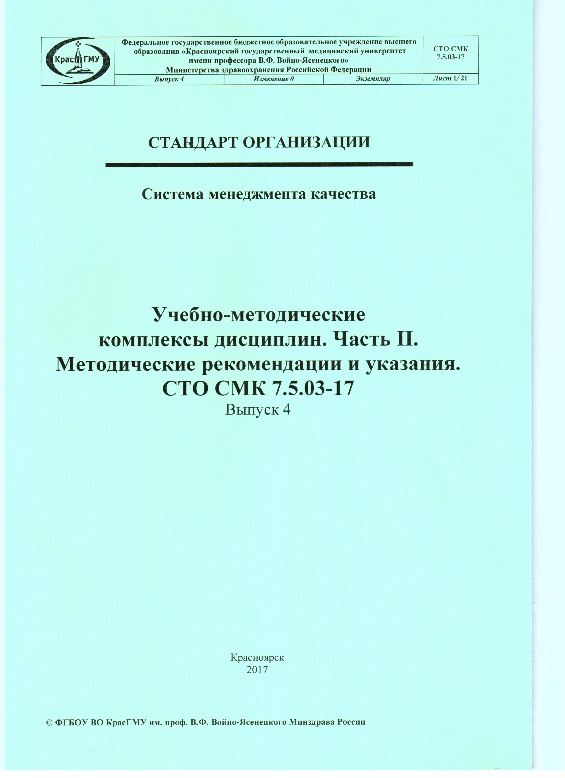 КрасГМУ
Федеральное государственное бюджетное образовательное учреждение высшего
образования «Красноярский государственный медицинский университет
имени профессора В.Ф. Войно-Ясенецкого»
Министерства здравоохранения Российской Федерации
СТО СМК
7.5.03-17
Выпуск 4
Изменение 0
Экземпляр
Лист 1/21
СТАНДАРТ ОРГАНИЗАЦИИ
Система менеджмента качества
Учебно-методические
комплексы дисциплин. Часть II.
Методические рекомендации и указания.
СТО СМК 7.5.03-17
Выпуск 4
Красноярск
2017
© ФГБОУ ВО КрасГМУ им. проф. В.Ф. Войно-Ясенецкого Минздрава России